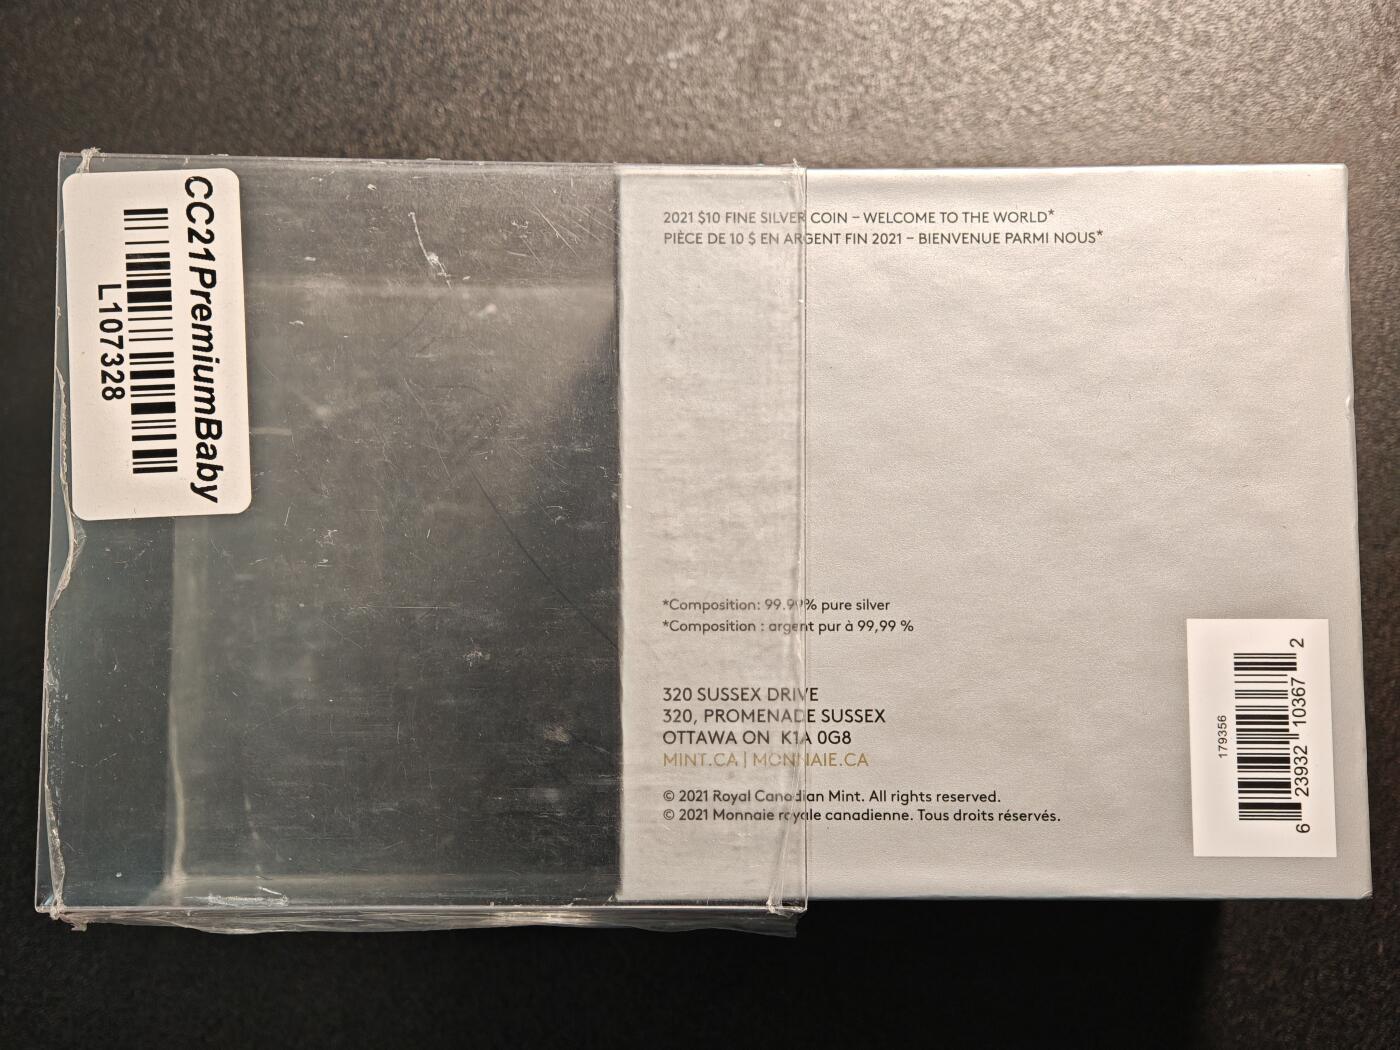 CC21PremiumBaby
L107328
2021 $10 FINE SILVER COIN – WELCOME TO THE WORLD*
PIÈCE DE 10 $ EN ARGENT FIN 2021 – BIENVENUE PARMI NOUS*
*Composition: 99.99% pure silver
*Composition : argent pur à 99,99 %
320 SUSSEX DRIVE
320, PROMENADE SUSSEX
OTTAWA ON K1A 0G8
MINT.CA | MONNAIE.CA
© 2021 Royal Canadian Mint. All rights reserved.
© 2021 Monnaie royale canadienne. Tous droits réservés.
179356
6 23932 10367 2